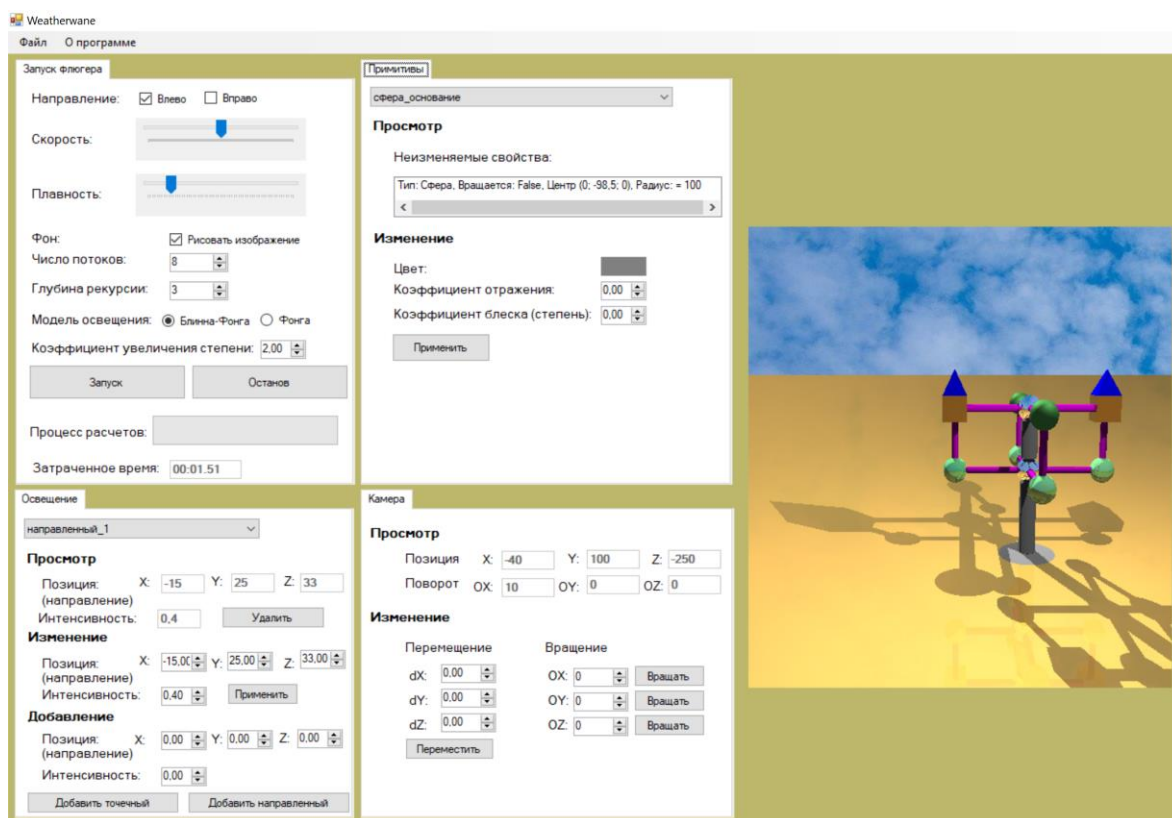 Weatherwane
Файл О программе
Запуск флюгера
Направление: Влево Вправо
Скорость:
Плавность:
Фон: Рисовать изображение
Число потоков: 8
Глубина рекурсии: 3
Модель освещения: Блинна-Фонга Фонга
Коэффициент увеличения степени: 2,00
Запуск Останов
Процесс расчетов:
Затраченное время: 00:01.51
Примитивы
сфера_основание
Просмотр
Неизменяемые свойства:
Тип: Сфера, Вращается: False, Центр (0; -98,5; 0), Радиус: = 100
Изменение
Цвет:
Коэффициент отражения: 0,00
Коэффициент блеска (степень): 0,00
Применить
Освещение
направленный_1
Просмотр
Позиция: X: -15 Y: 25 Z: 33
(направление)
Интенсивность: 0,4 Удалить
Изменение
Позиция: X: -15,00 Y: 25,00 Z: 33,00
(направление)
Интенсивность: 0,40 Применить
Добавление
Позиция: X: 0,00 Y: 0,00 Z: 0,00
(направление)
Интенсивность: 0,00
Добавить точечный Добавить направленный
Камера
Просмотр
Позиция X: -40 Y: 100 Z: -250
Поворот OX: 10 OY: 0 OZ: 0
Изменение
Перемещение Вращение
dX: 0,00 OX: 0 Вращать
dY: 0,00 OY: 0 Вращать
dZ: 0,00 OZ: 0 Вращать
Переместить